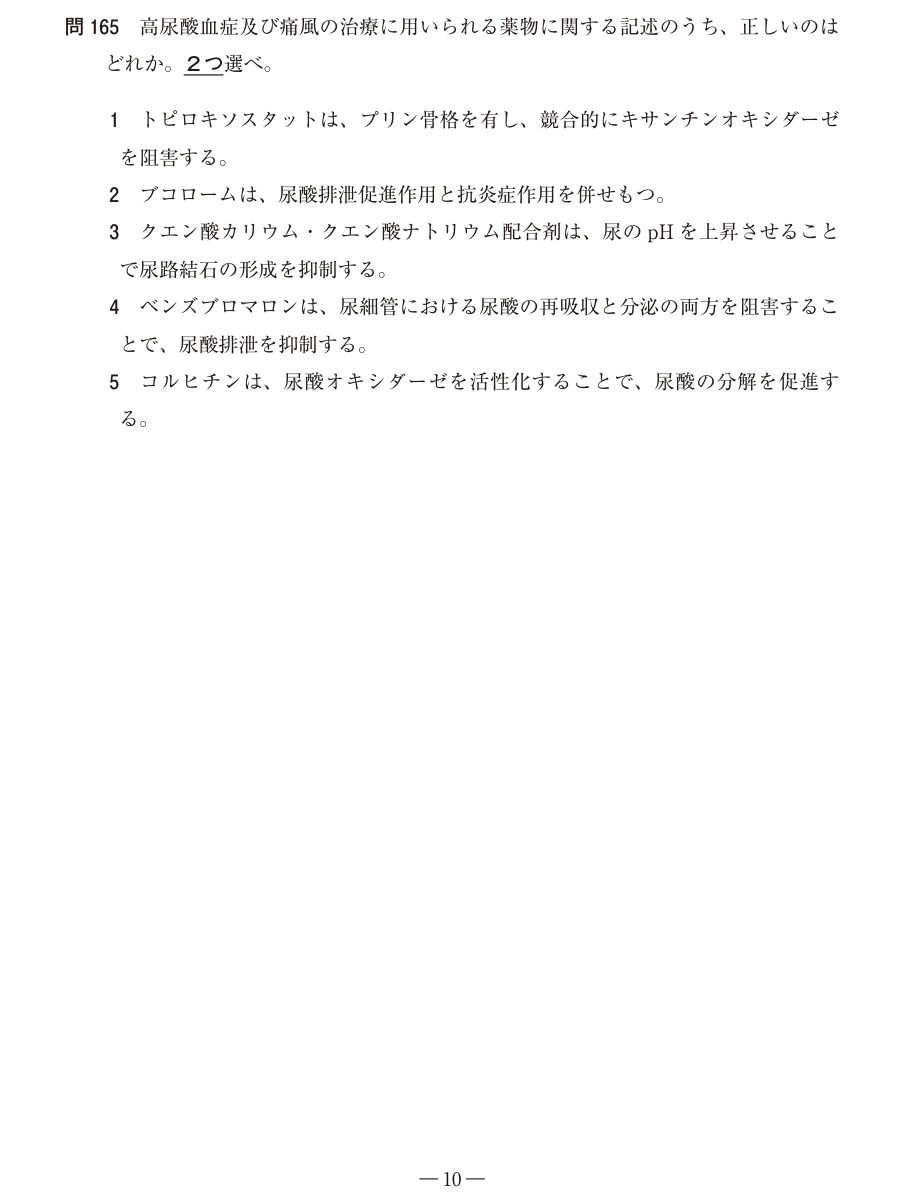 問 165　高尿酸血症及び痛風の治療に用いられる薬物に関する記述のうち、正しいのは
どれか。２つ選べ。
1　トピロキソスタットは、プリン骨格を有し、競合的にキサンチンオキシダーゼ
を阻害する。
2　ブコロームは、尿酸排泄促進作用と抗炎症作用を併せもつ。
3　クエン酸カリウム・クエン酸ナトリウム配合剤は、尿の pH を上昇させること
で尿路結石の形成を抑制する。
4　ベンズブロマロンは、尿細管における尿酸の再吸収と分泌の両方を阻害するこ
とで、尿酸排泄を抑制する。
5　コルヒチンは、尿酸オキシダーゼを活性化することで、尿酸の分解を促進す
る。
— 10 —